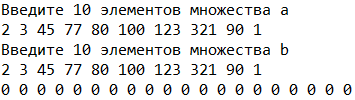 Введите 10 элементов множества a
2 3 45 77 80 100 123 321 90 1
Введите 10 элементов множества b
2 3 45 77 80 100 123 321 90 1
0 0 0 0 0 0 0 0 0 0 0 0 0 0 0 0 0 0 0 0